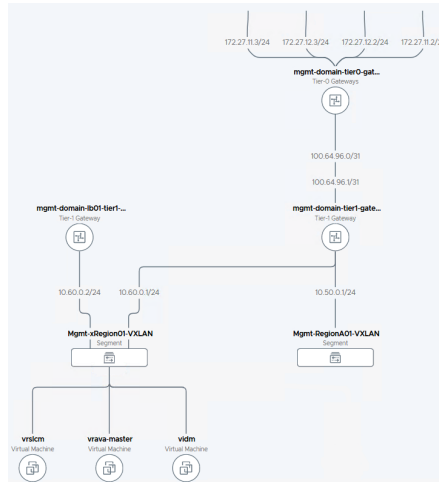 172.27.11.3/24 172.27.12.3/24 172.27.12.2/24 172.27.11.2/
mgmt-domain-tier0-gat...
Tier-0 Gateways
100.64.96.0/31
100.64.96.1/31
mgmt-domain-lb01-tier1-... mgmt-domain-tier1-gate...
Tier-1 Gateway Tier-1 Gateway
10.60.0.2/24 10.60.0.1/24 10.50.0.1/24
Mgmt-xRegion01-VXLAN Mgmt-RegionA01-VXLAN
Segment Segment
vrslcm vrava-master vidm
Virtual Machine Virtual Machine Virtual Machine